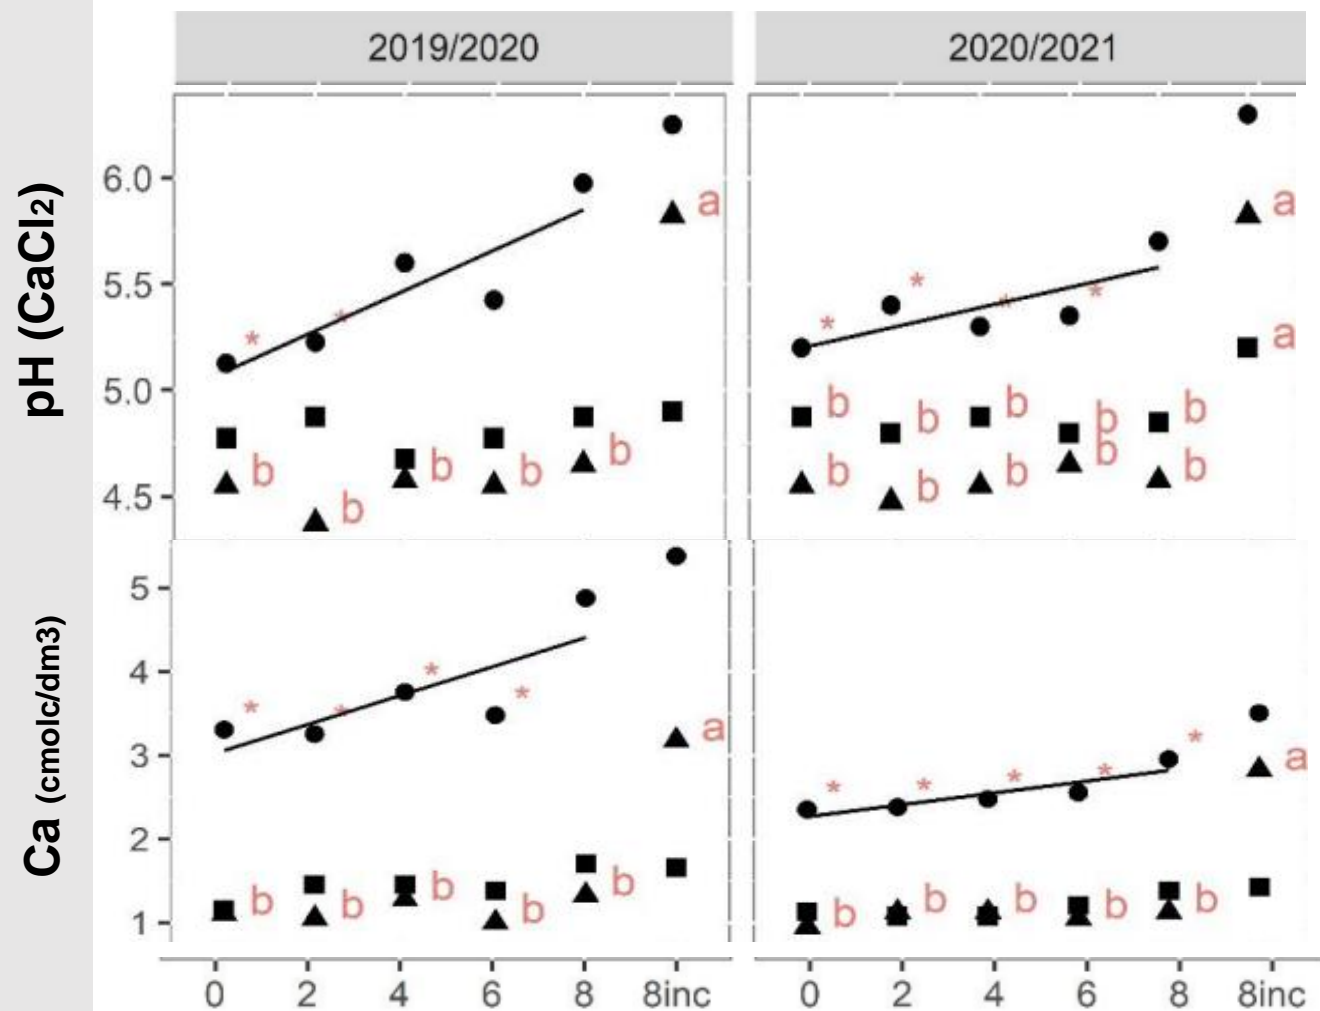 2019/2020
2020/2021
pH (CaCl2)
6.0
5.5
5.0
4.5
* * a
b b b b b
* * * * a
a
b b b b b
b b b b b
Ca (cmolc/dm3)
5
4
3
2
1
* * * * a
b b b b b
* * * * * a
b b b b b
0 2 4 6 8 8inc
0 2 4 6 8 8inc